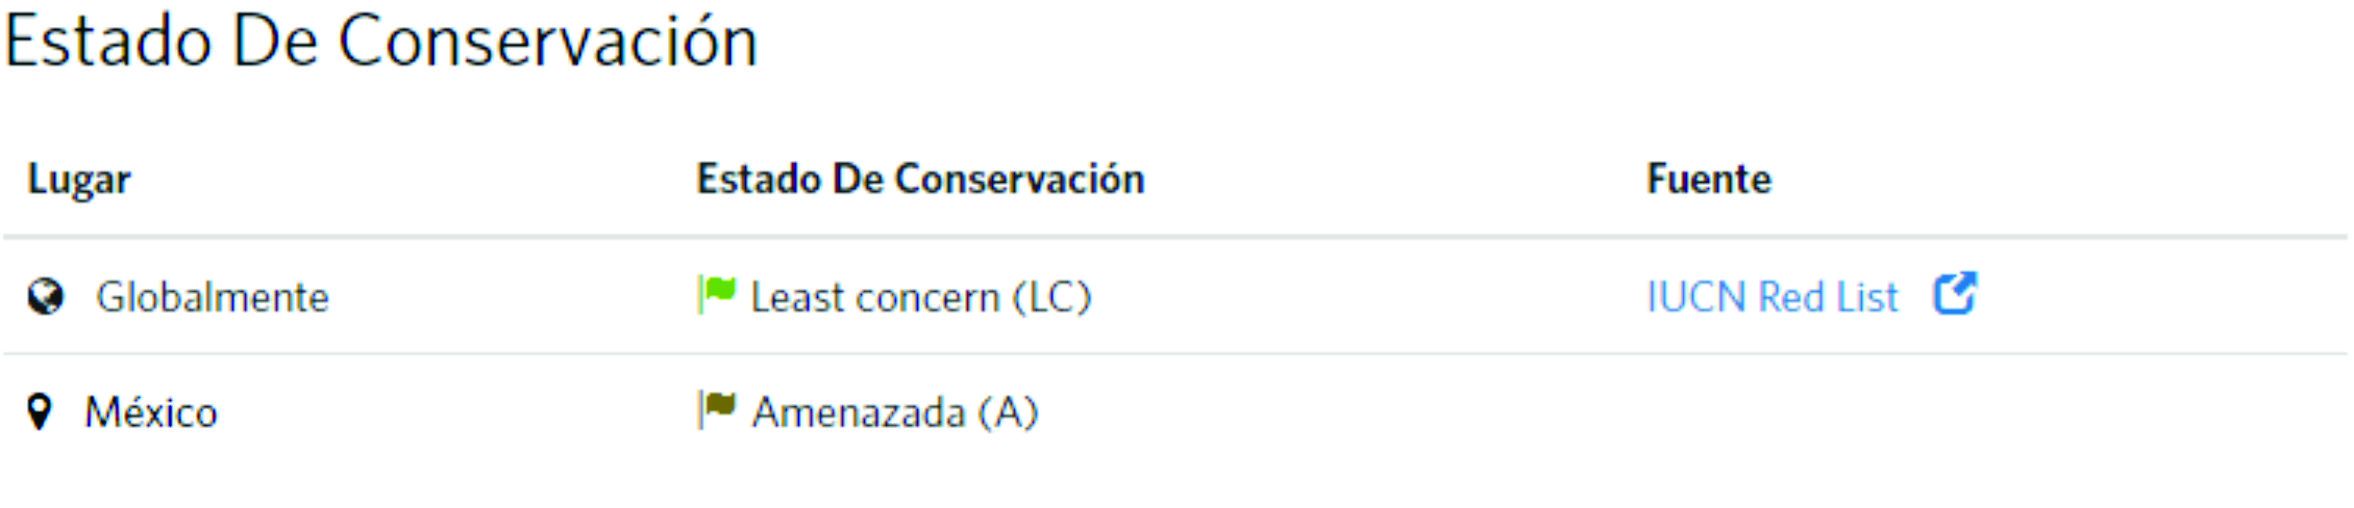 Estado De Conservación
Lugar Estado De Conservación Fuente
Globalmente Least concern (LC) IUCN Red List
México Amenazada (A)